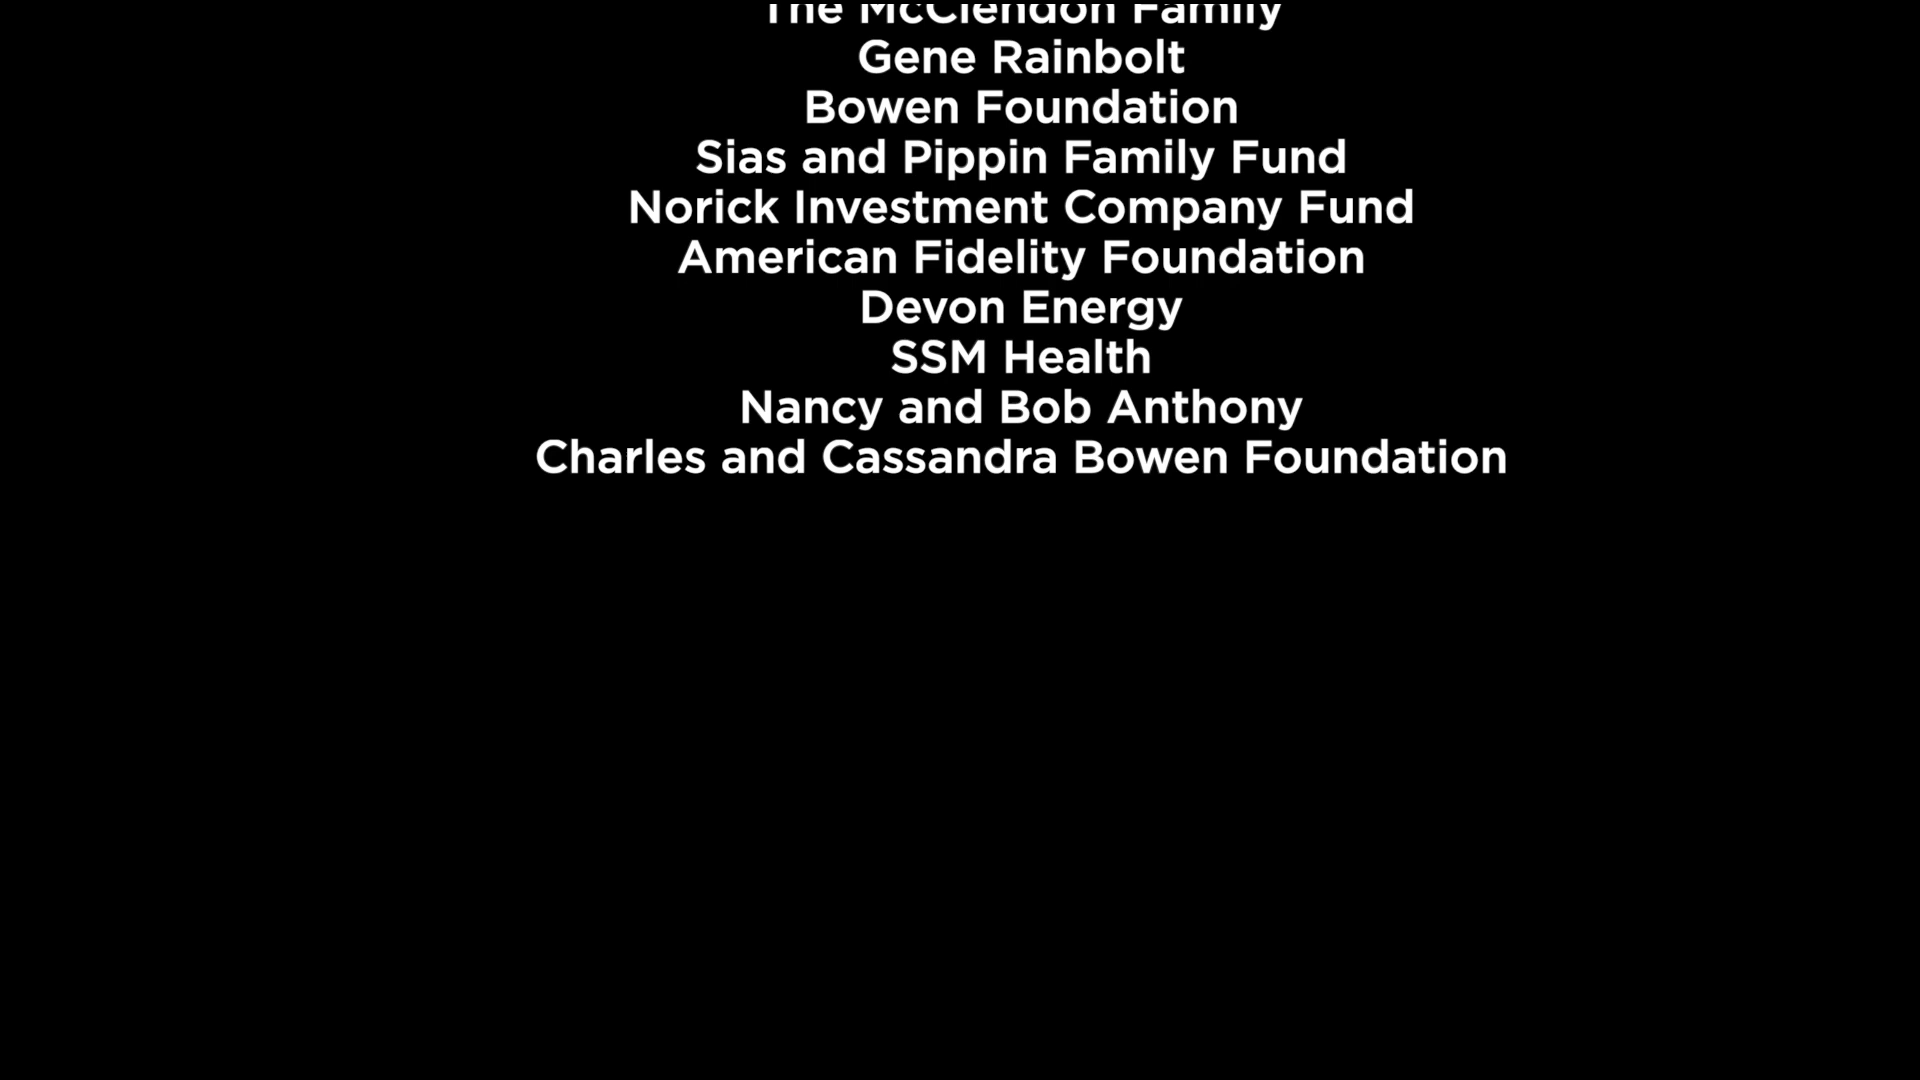 The McClendon Family
Gene Rainbolt
Bowen Foundation
Sias and Pippin Family Fund
Norick Investment Company Fund
American Fidelity Foundation
Devon Energy
SSM Health
Nancy and Bob Anthony
Charles and Cassandra Bowen Foundation